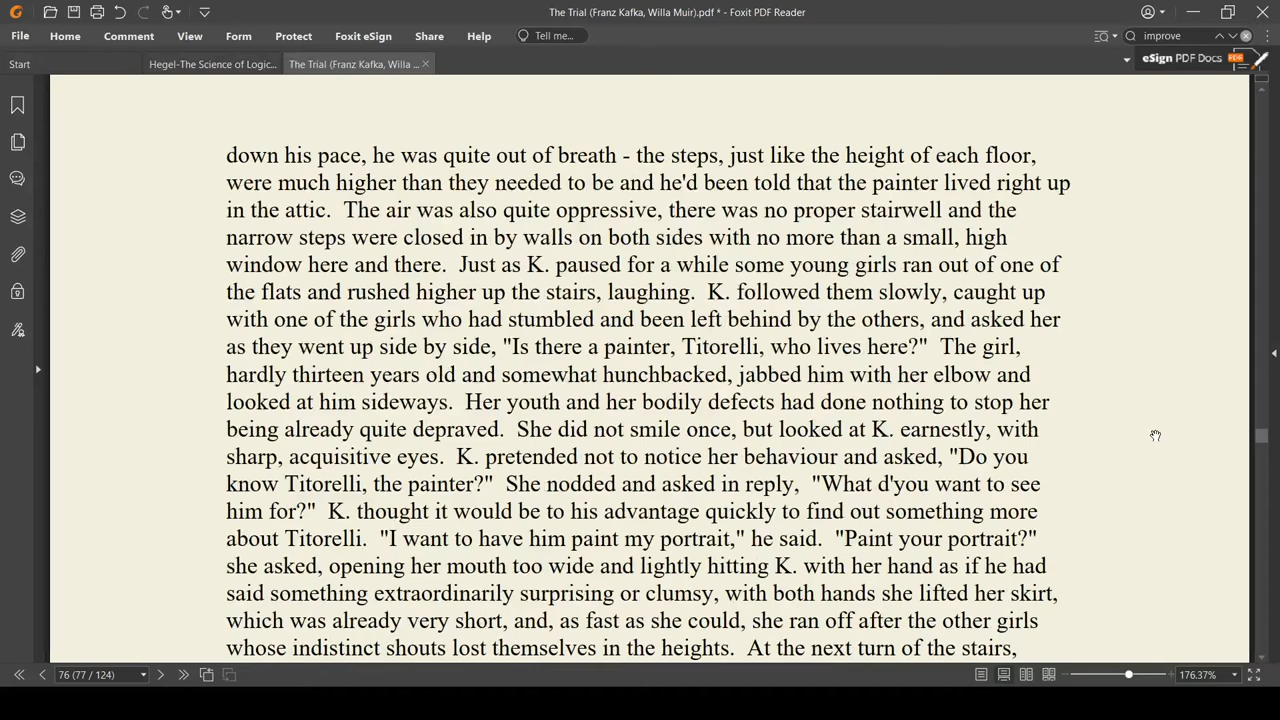 The Trial (Franz Kafka, Willa Muir).pdf * - Foxit PDF Reader
File Home Comment View Form Protect Foxit eSign Share Help Tell me... improve
Start Hegel-The Science of Logic... The Trial (Franz Kafka, Willa ... eSign PDF Docs
down his pace, he was quite out of breath - the steps, just like the height of each floor,
were much higher than they needed to be and he'd been told that the painter lived right up
in the attic.  The air was also quite oppressive, there was no proper stairwell and the
narrow steps were closed in by walls on both sides with no more than a small, high
window here and there.  Just as K. paused for a while some young girls ran out of one of
the flats and rushed higher up the stairs, laughing.  K. followed them slowly, caught up
with one of the girls who had stumbled and been left behind by the others, and asked her
as they went up side by side, "Is there a painter, Titorelli, who lives here?"  The girl,
hardly thirteen years old and somewhat hunchbacked, jabbed him with her elbow and
looked at him sideways.  Her youth and her bodily defects had done nothing to stop her
being already quite depraved.  She did not smile once, but looked at K. earnestly, with
sharp, acquisitive eyes.  K. pretended not to notice her behaviour and asked, "Do you
know Titorelli, the painter?"  She nodded and asked in reply,  "What d'you want to see
him for?"  K. thought it would be to his advantage quickly to find out something more
about Titorelli.  "I want to have him paint my portrait," he said.  "Paint your portrait?"
she asked, opening her mouth too wide and lightly hitting K. with her hand as if he had
said something extraordinarily surprising or clumsy, with both hands she lifted her skirt,
which was already very short, and, as fast as she could, she ran off after the other girls
whose indistinct shouts lost themselves in the heights.  At the next turn of the stairs,
76 (77 / 124) 176.37%